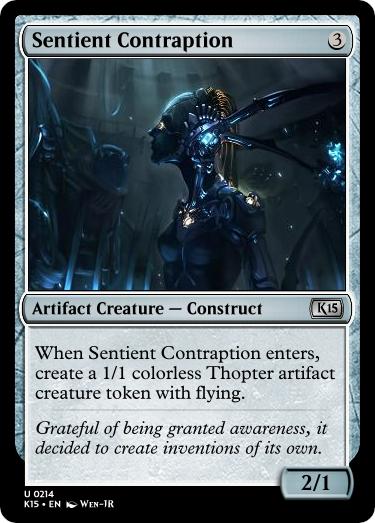 Sentient Contraption 3
Artifact Creature — Construct K15
When Sentient Contraption enters,
create a 1/1 colorless Thopter artifact
creature token with flying.
Grateful of being granted awareness, it
decided to create inventions of its own.
2/1
U 0214
K15 • EN Wen-JR